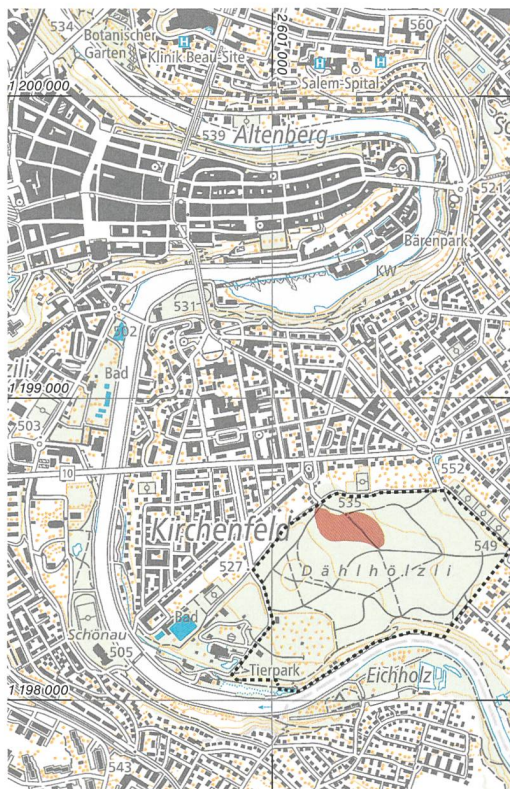 534
Botanischer
Garten
Klinik Beau-Site
H
2 601 000
560
H
H
Salem-Spital
1 200 000
539
Altenberg
521
Bärenpark
KW
531
502
Bad
1 199 000
503
10
552
535
Kirchenfeld
549
527
Dählhölzli
Bad
Schönau
505
Tierpark
Eichholz
1 198 000
543